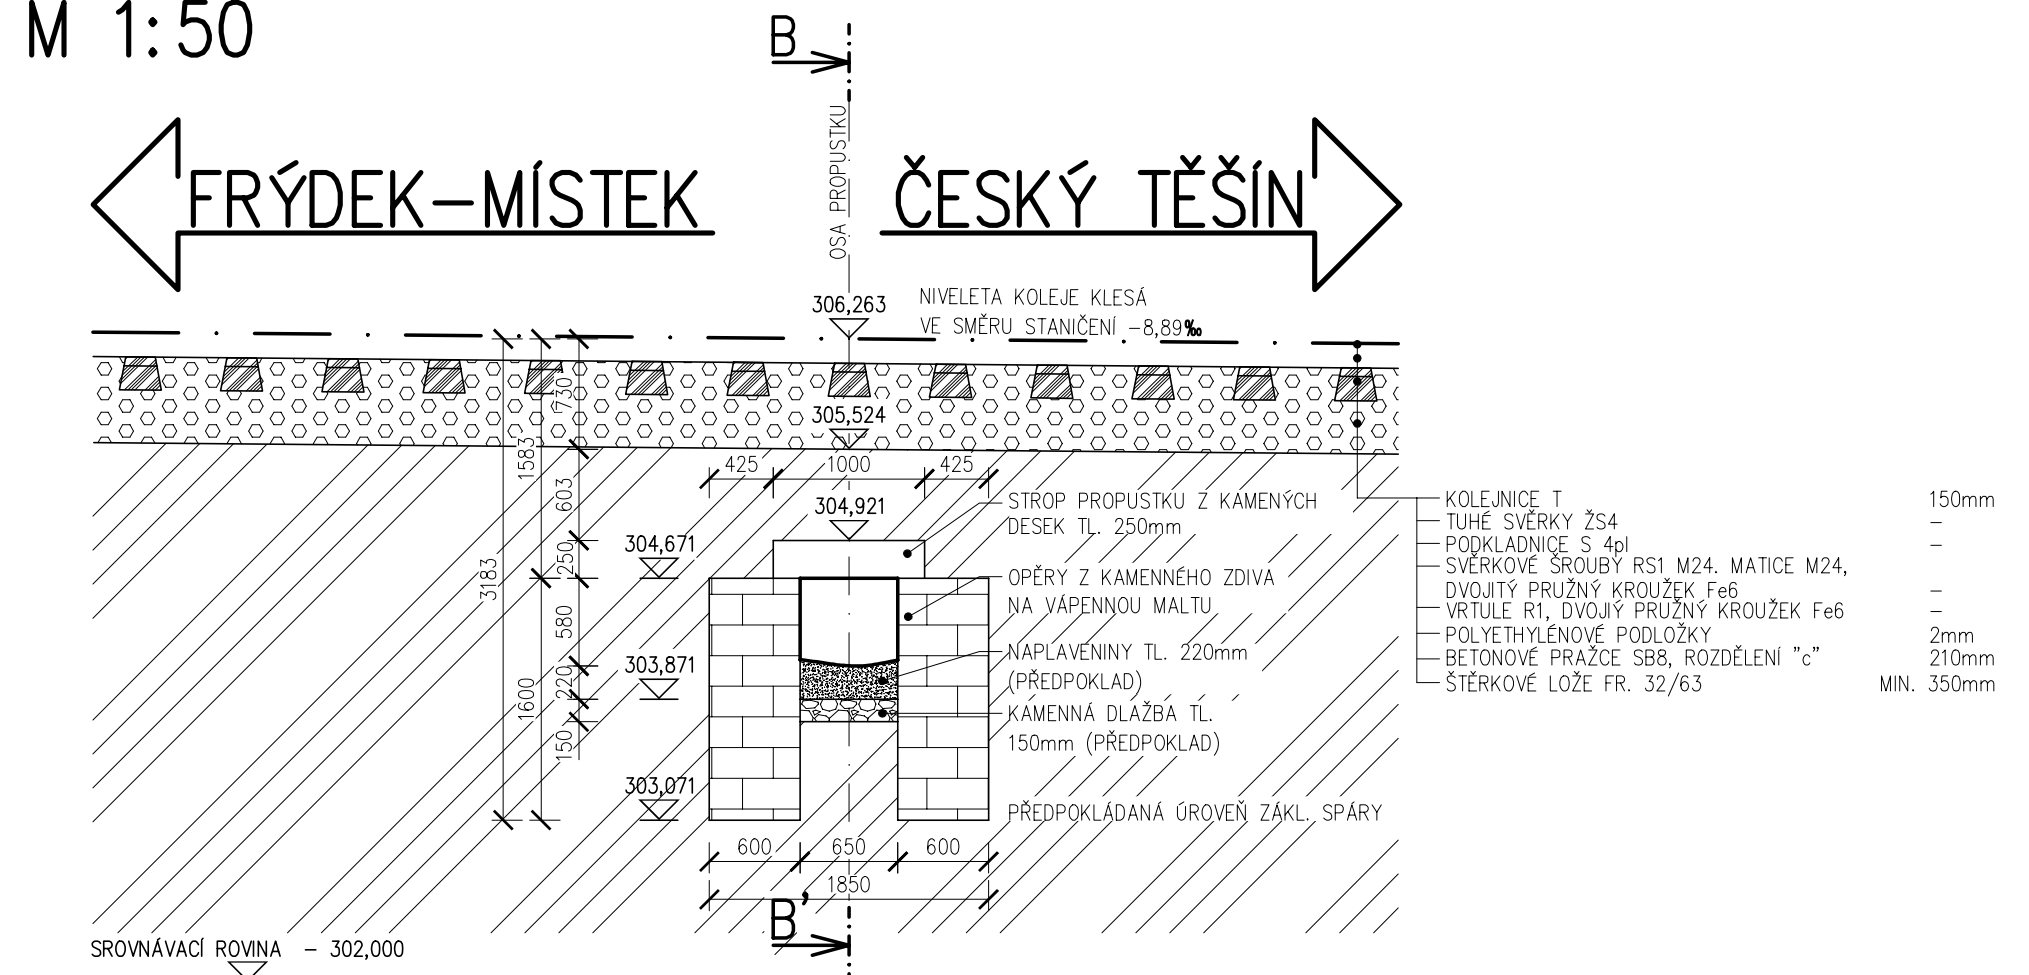 M 1:50
B
OSA PROPUSTKU
FRÝDEK–MÍSTEK
ČESKÝ TĚŠÍN
306,263
NIVELETA KOLEJE KLESÁ
VE SMĚRU STANIČENÍ –8,89‰
730
305,524
1583
425
1000
425
603
304,921
STROP PROPUSTKU Z KAMENÝCH
DESEK TL. 250mm
304,671
250
3183
OPĚRY Z KAMENNÉHO ZDIVA
NA VÁPENNOU MALTU
580
303,871
220
NAPLAVENINY TL. 220mm
(PŘEDPOKLAD)
1600
150
KAMENNÁ DLAŽBA TL.
150mm (PŘEDPOKLAD)
303,071
PŘEDPOKLÁDANÁ ÚROVEŇ ZÁKL. SPÁRY
600
650
600
1850
B'
SROVNÁVACÍ ROVINA – 302,000
KOLEJNICE T 150mm
TUHÉ SVĚRKY ŽS4 –
PODKLADNICE S 4pl –
SVĚRKOVÉ ŠROUBY RS1 M24. MATICE M24,
DVOJITÝ PRUŽNÝ KROUŽEK Fe6 –
VRTULE R1, DVOJIÝ PRUŽNÝ KROUŽEK Fe6 –
POLYETHYLÉNOVÉ PODLOŽKY 2mm
BETONOVÉ PRAŽCE SB8, ROZDĚLENÍ "c" 210mm
ŠTĚRKOVÉ LOŽE FR. 32/63 MIN. 350mm